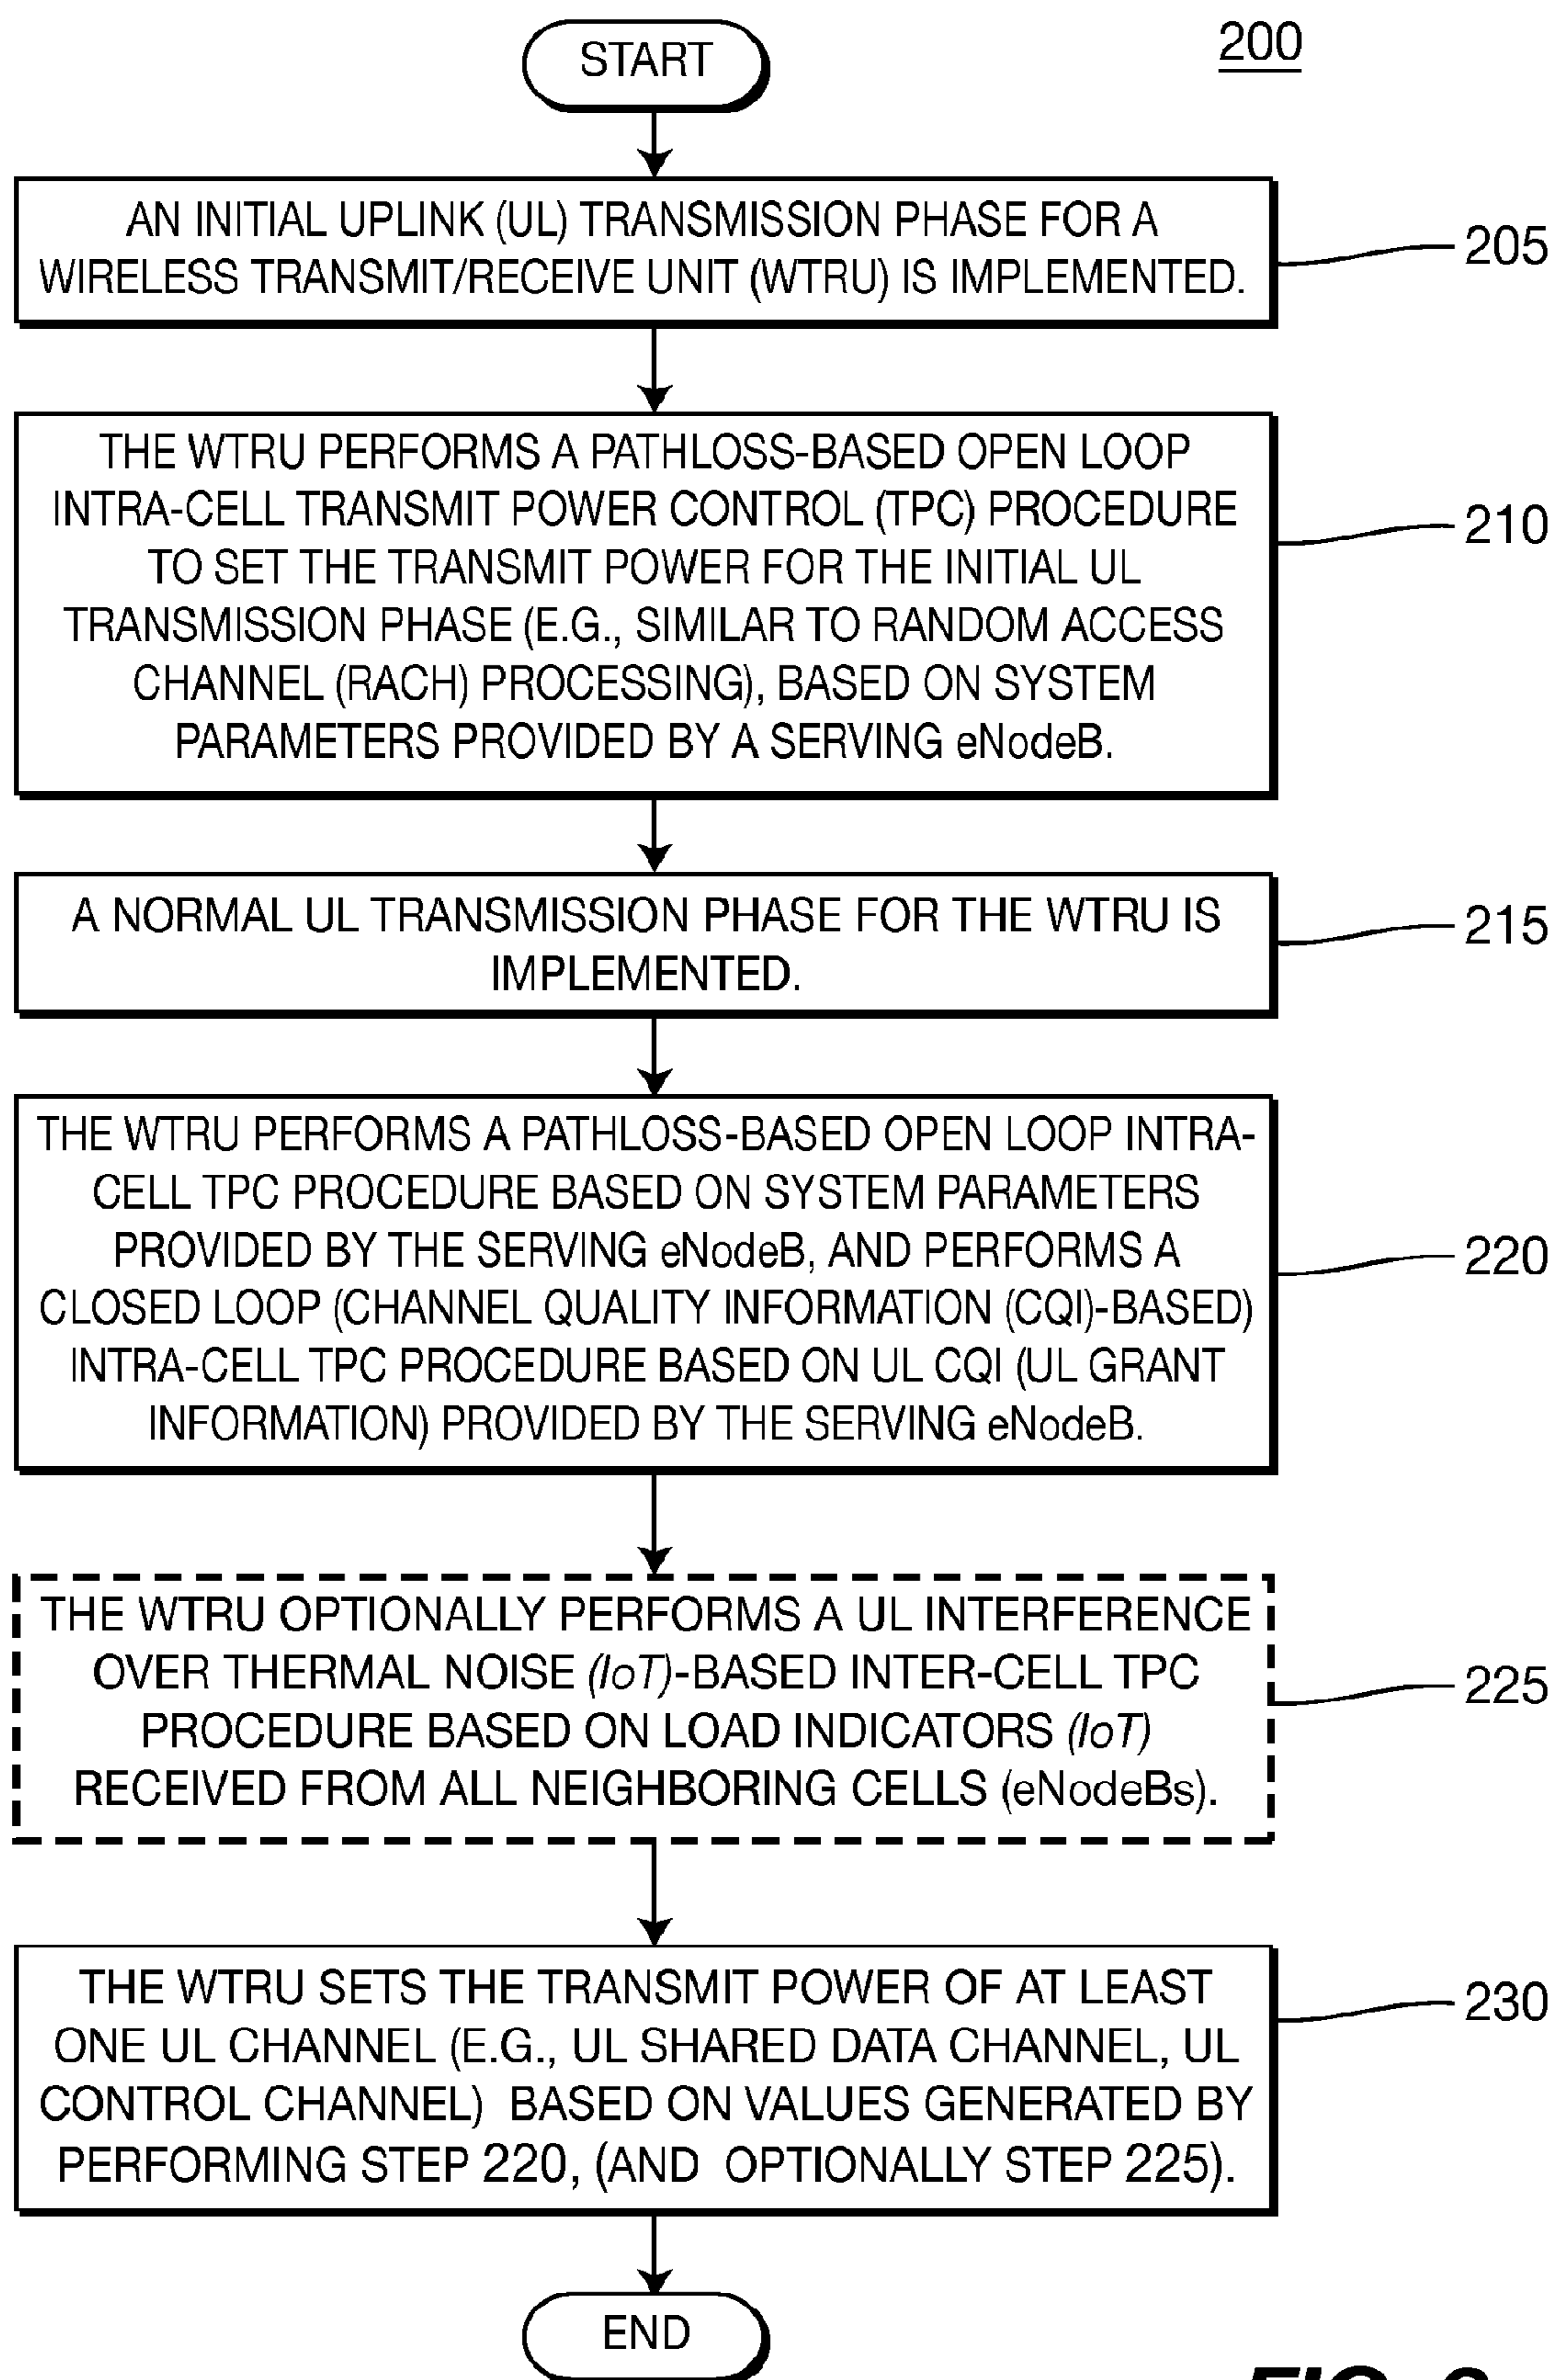 START
200
AN INITIAL UPLINK (UL) TRANSMISSION PHASE FOR A
WIRELESS TRANSMIT/RECEIVE UNIT (WTRU) IS IMPLEMENTED.
205
THE WTRU PERFORMS A PATHLOSS-BASED OPEN LOOP
INTRA-CELL TRANSMIT POWER CONTROL (TPC) PROCEDURE
TO SET THE TRANSMIT POWER FOR THE INITIAL UL
TRANSMISSION PHASE (E.G., SIMILAR TO RANDOM ACCESS
CHANNEL (RACH) PROCESSING), BASED ON SYSTEM
PARAMETERS PROVIDED BY A SERVING eNodeB.
210
A NORMAL UL TRANSMISSION PHASE FOR THE WTRU IS
IMPLEMENTED.
215
THE WTRU PERFORMS A PATHLOSS-BASED OPEN LOOP INTRA-
CELL TPC PROCEDURE BASED ON SYSTEM PARAMETERS
PROVIDED BY THE SERVING eNodeB, AND PERFORMS A
CLOSED LOOP (CHANNEL QUALITY INFORMATION (CQI)-BASED)
INTRA-CELL TPC PROCEDURE BASED ON UL CQI (UL GRANT
INFORMATION) PROVIDED BY THE SERVING eNodeB.
220
THE WTRU OPTIONALLY PERFORMS A UL INTERFERENCE
OVER THERMAL NOISE (IoT)-BASED INTER-CELL TPC
PROCEDURE BASED ON LOAD INDICATORS (IoT)
RECEIVED FROM ALL NEIGHBORING CELLS (eNodeBs).
225
THE WTRU SETS THE TRANSMIT POWER OF AT LEAST
ONE UL CHANNEL (E.G., UL SHARED DATA CHANNEL, UL
CONTROL CHANNEL) BASED ON VALUES GENERATED BY
PERFORMING STEP 220, (AND OPTIONALLY STEP 225).
230
END